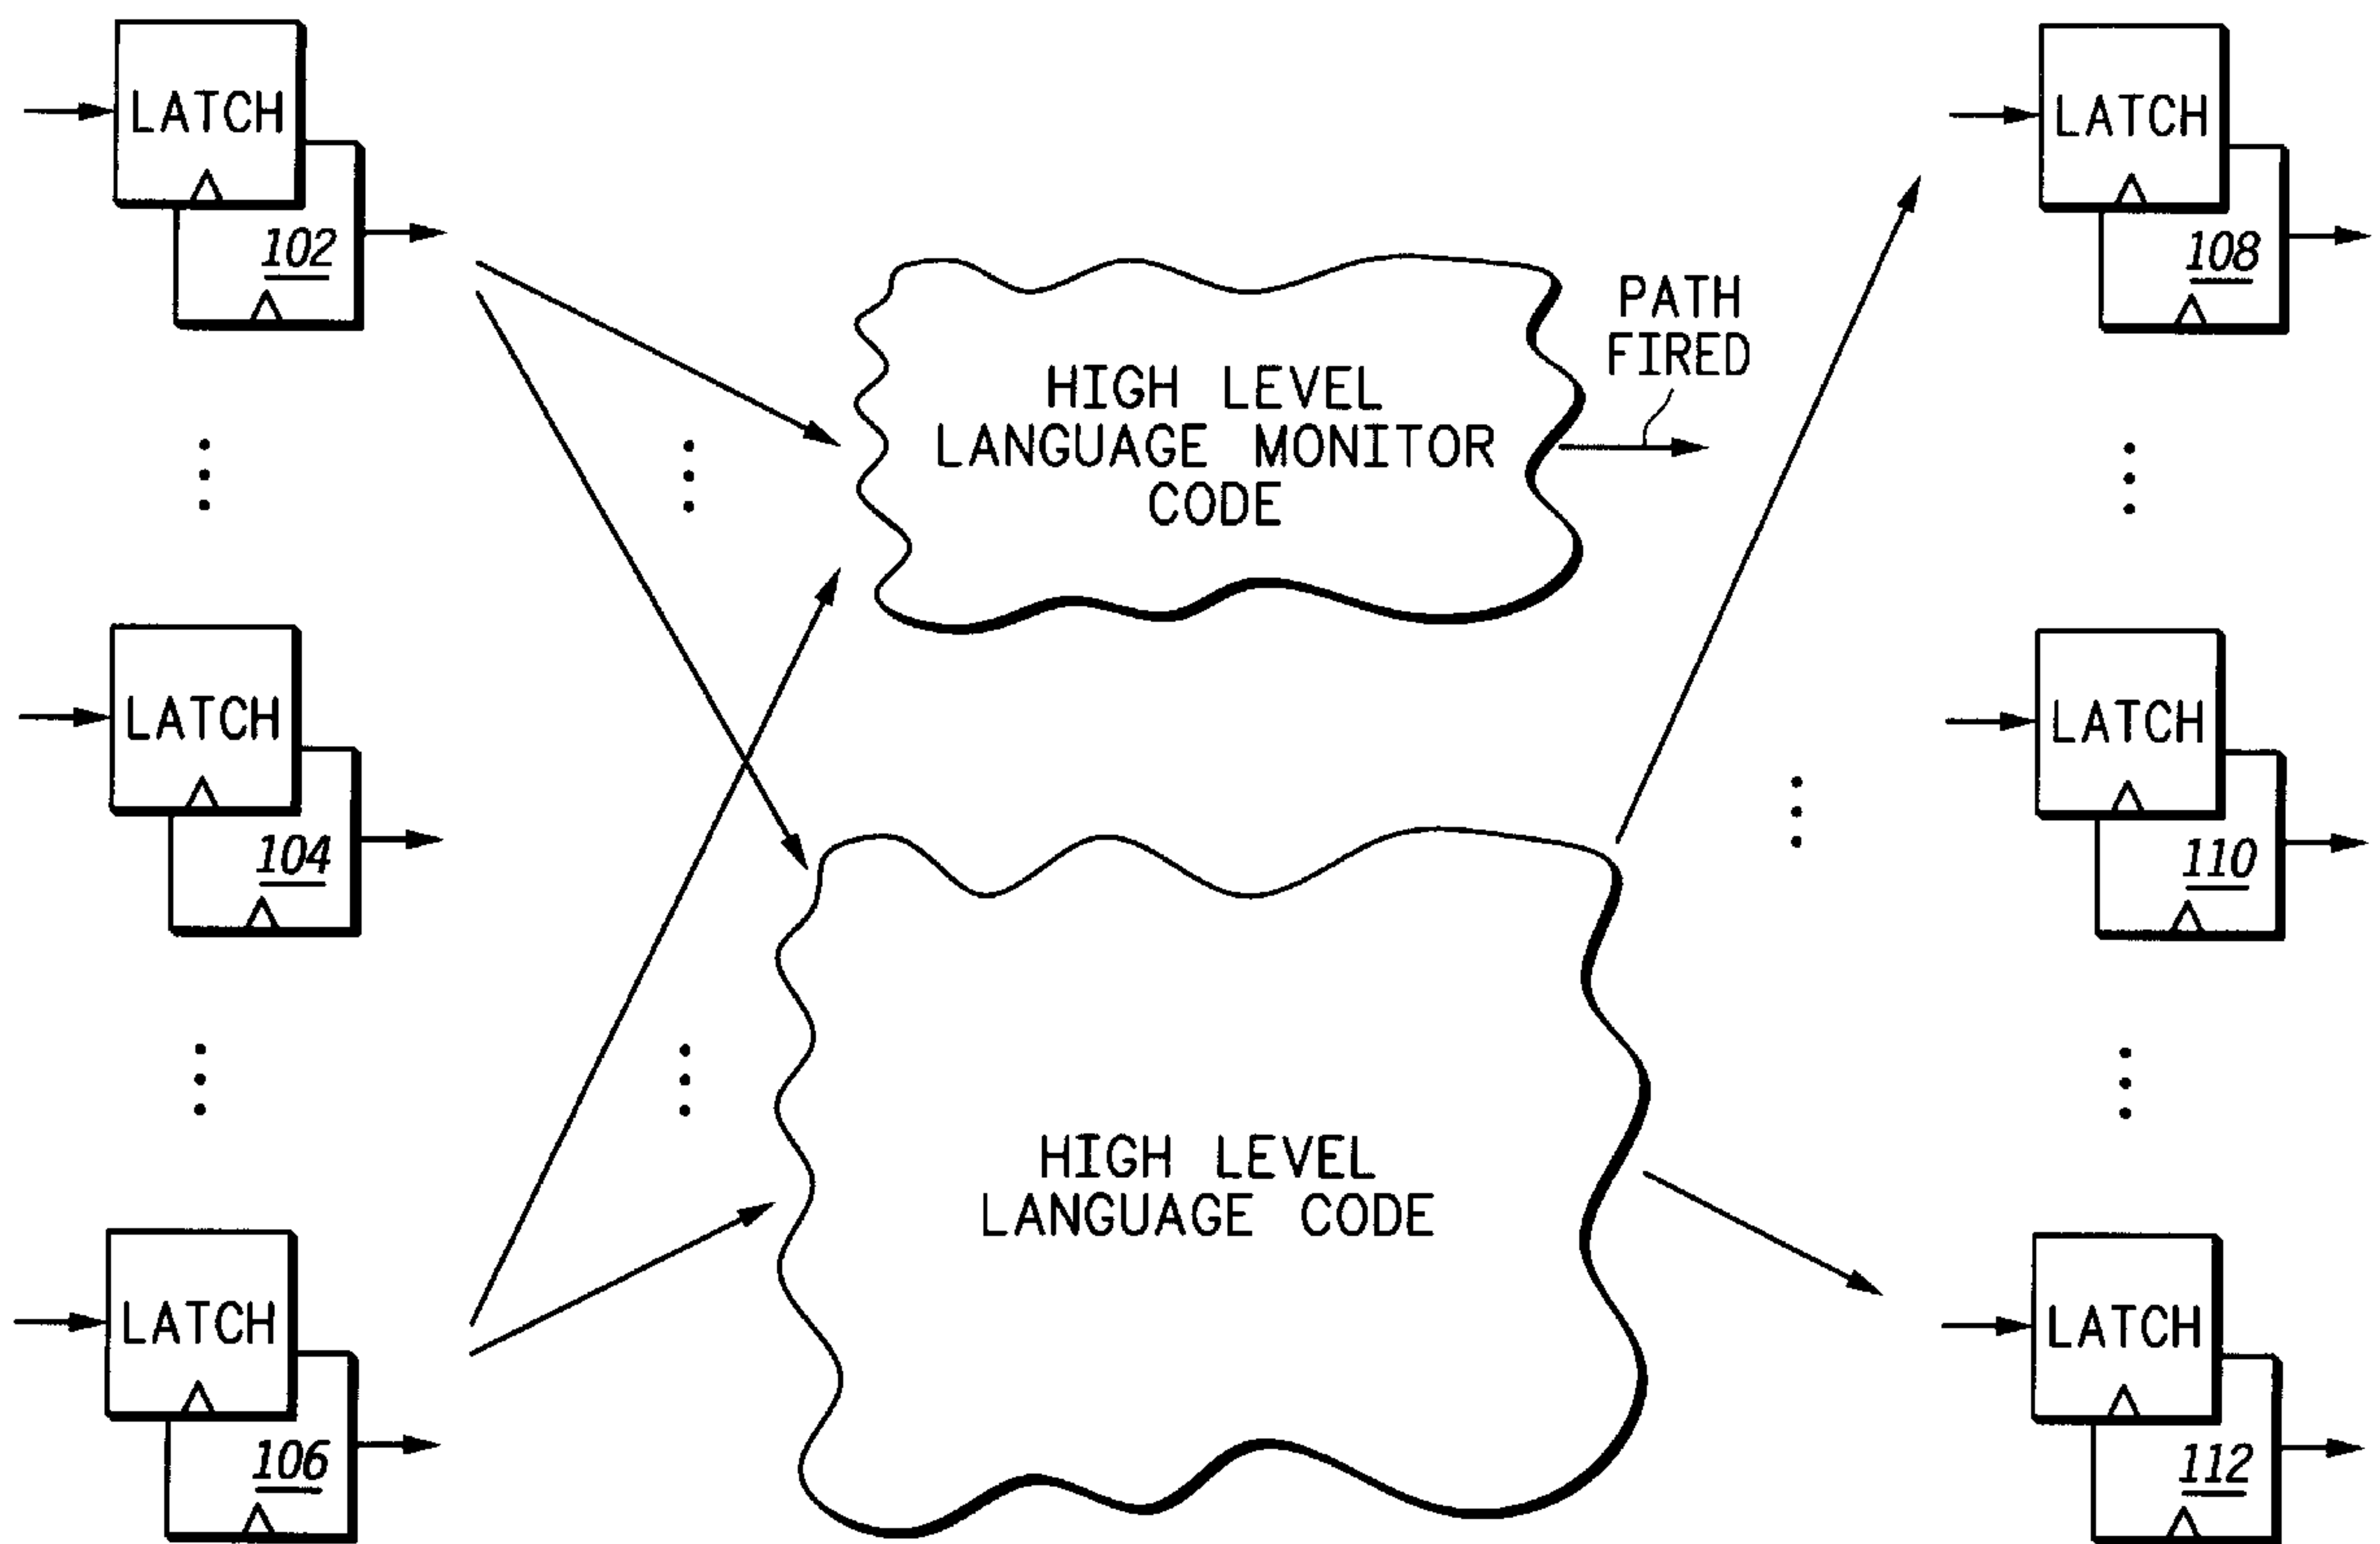 LATCH
102
LATCH
104
LATCH
106
HIGH LEVEL
LANGUAGE MONITOR
CODE
PATH
FIRED
HIGH LEVEL
LANGUAGE CODE
LATCH
108
LATCH
110
LATCH
112